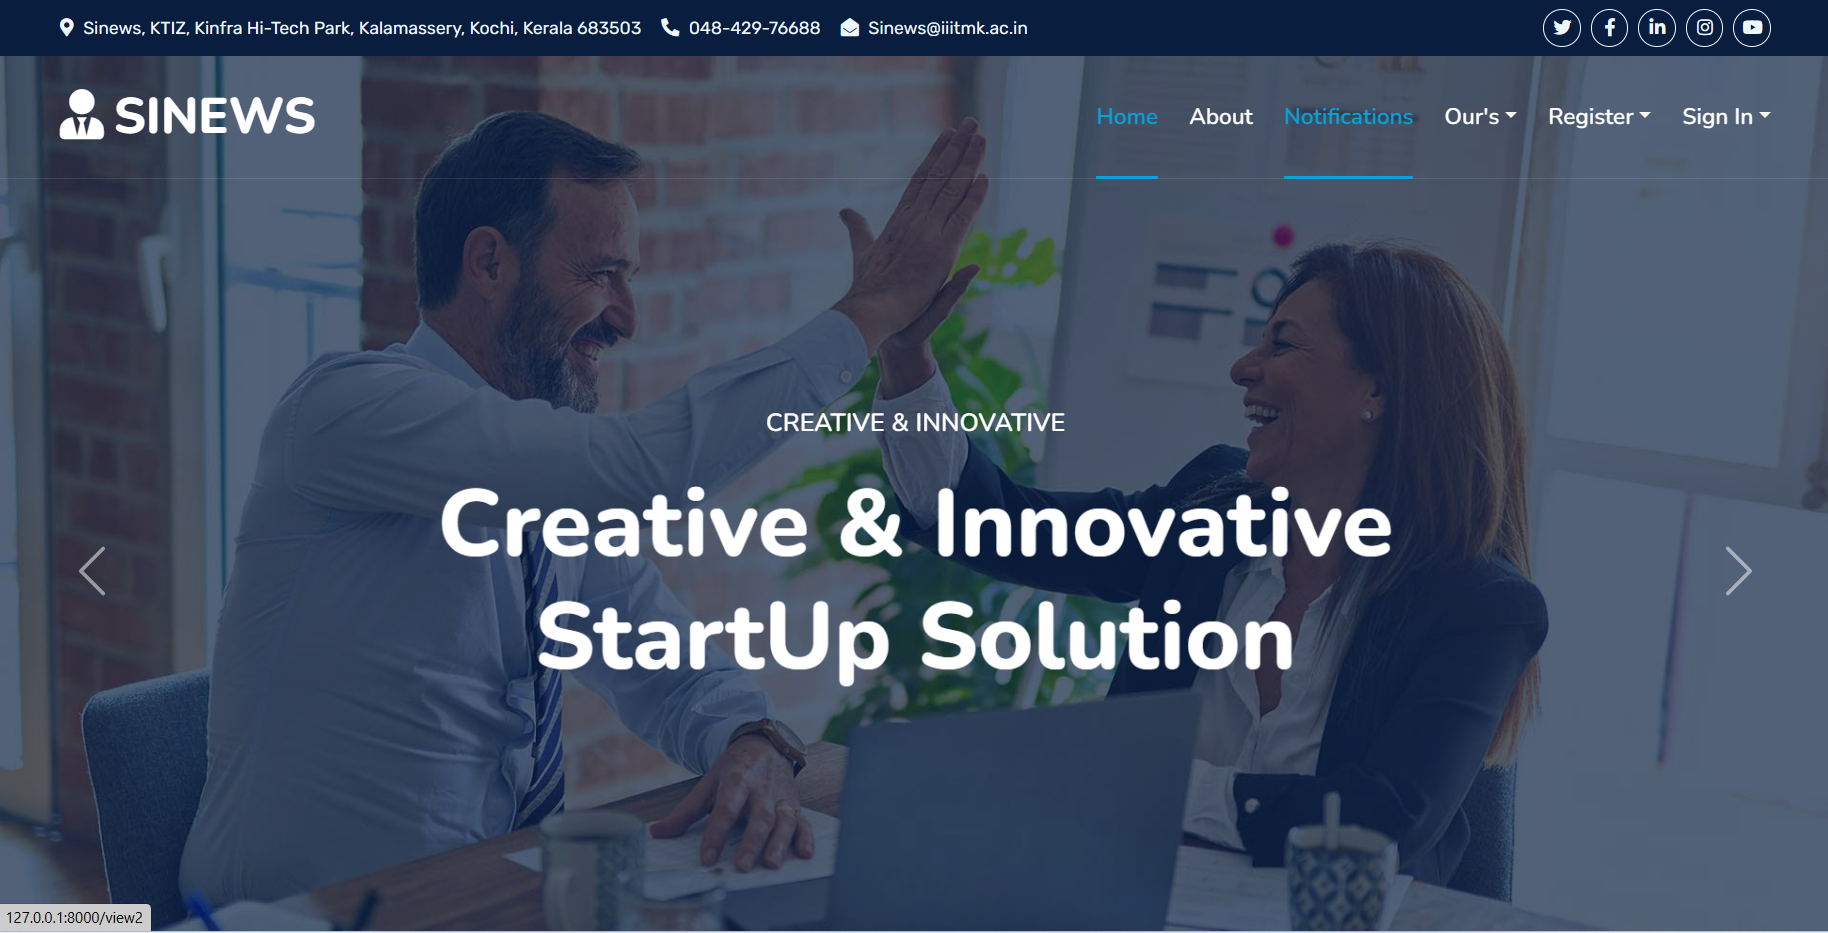 Sinews, KTIZ, Kinfra Hi-Tech Park, Kalamassery, Kochi, Kerala 683503 048-429-76688 Sinews@iiitmk.ac.in
SINEWS
Home About Notifications Our's Register Sign In
CREATIVE & INNOVATIVE
Creative & Innovative
StartUp Solution
127.0.0.1:8000/view2